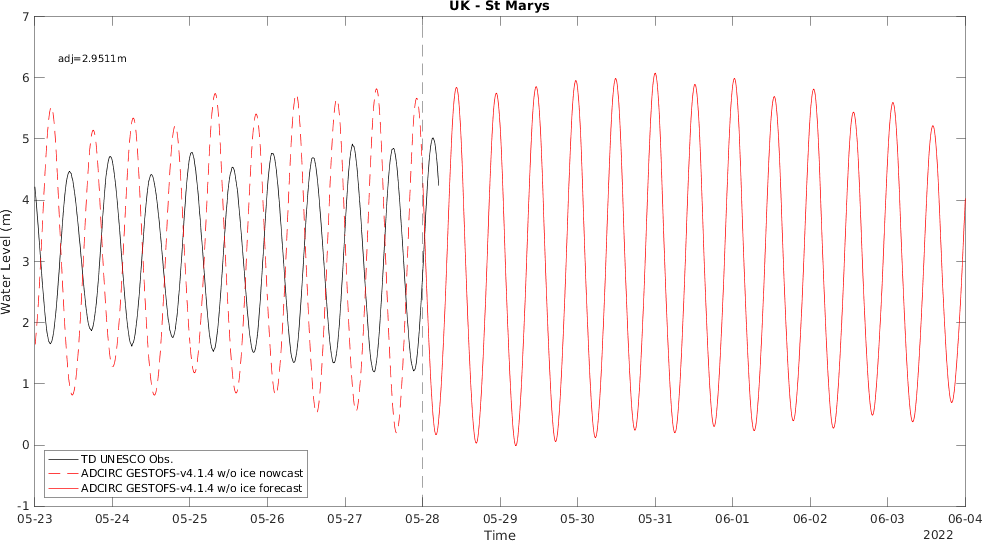 UK - St Marys
adj=2.9511m
Water Level (m)
7
6
5
4
3
2
1
0
-1
TD UNESCO Obs.
ADCIRC GESTOFS-v4.1.4 w/o ice nowcast
ADCIRC GESTOFS-v4.1.4 w/o ice forecast
05-23 05-24 05-25 05-26 05-27 05-28 05-29 05-30 05-31 06-01 06-02 06-03 06-04
Time
2022